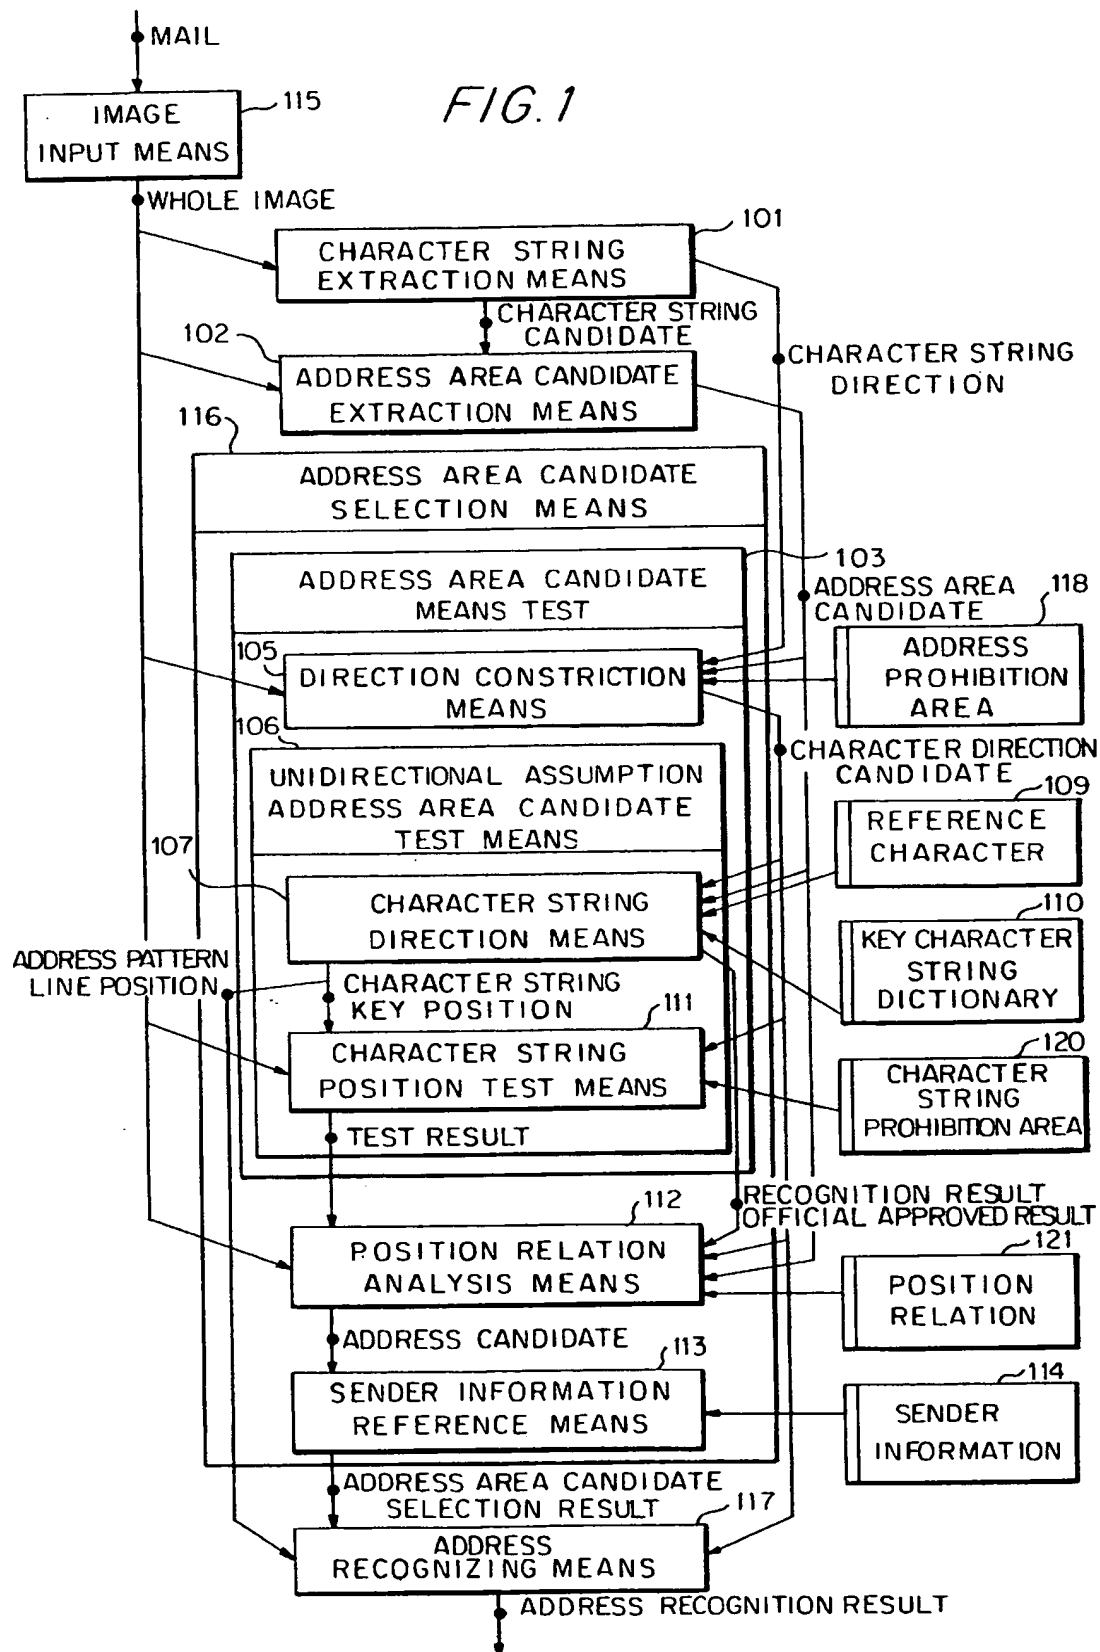 MAIL
FIG. 1
IMAGE
INPUT MEANS
115
WHOLE IMAGE
101
CHARACTER STRING
EXTRACTION MEANS
CHARACTER STRING
CANDIDATE
102
CHARACTER STRING
DIRECTION
ADDRESS AREA CANDIDATE
EXTRACTION MEANS
116
ADDRESS AREA CANDIDATE
SELECTION MEANS
103
ADDRESS AREA CANDIDATE
MEANS TEST
ADDRESS AREA
CANDIDATE
118
ADDRESS
PROHIBITION
AREA
105
DIRECTION CONSTRICTION
MEANS
106
CHARACTER DIRECTION
CANDIDATE
UNIDIRECTIONAL ASSUMPTION
ADDRESS AREA CANDIDATE
TEST MEANS
109
REFERENCE
CHARACTER
107
CHARACTER STRING
DIRECTION MEANS
110
KEY CHARACTER
STRING
DICTIONARY
ADDRESS PATTERN
LINE POSITION
CHARACTER STRING
KEY POSITION
111
CHARACTER STRING
POSITION TEST MEANS
120
CHARACTER
STRING
PROHIBITION AREA
TEST RESULT
RECOGNITION RESULT
OFFICIAL APPROVED RESULT
112
POSITION RELATION
ANALYSIS MEANS
121
POSITION
RELATION
ADDRESS CANDIDATE
113
SENDER INFORMATION
REFERENCE MEANS
114
SENDER
INFORMATION
ADDRESS AREA CANDIDATE
SELECTION RESULT
117
ADDRESS
RECOGNIZING MEANS
ADDRESS RECOGNITION RESULT